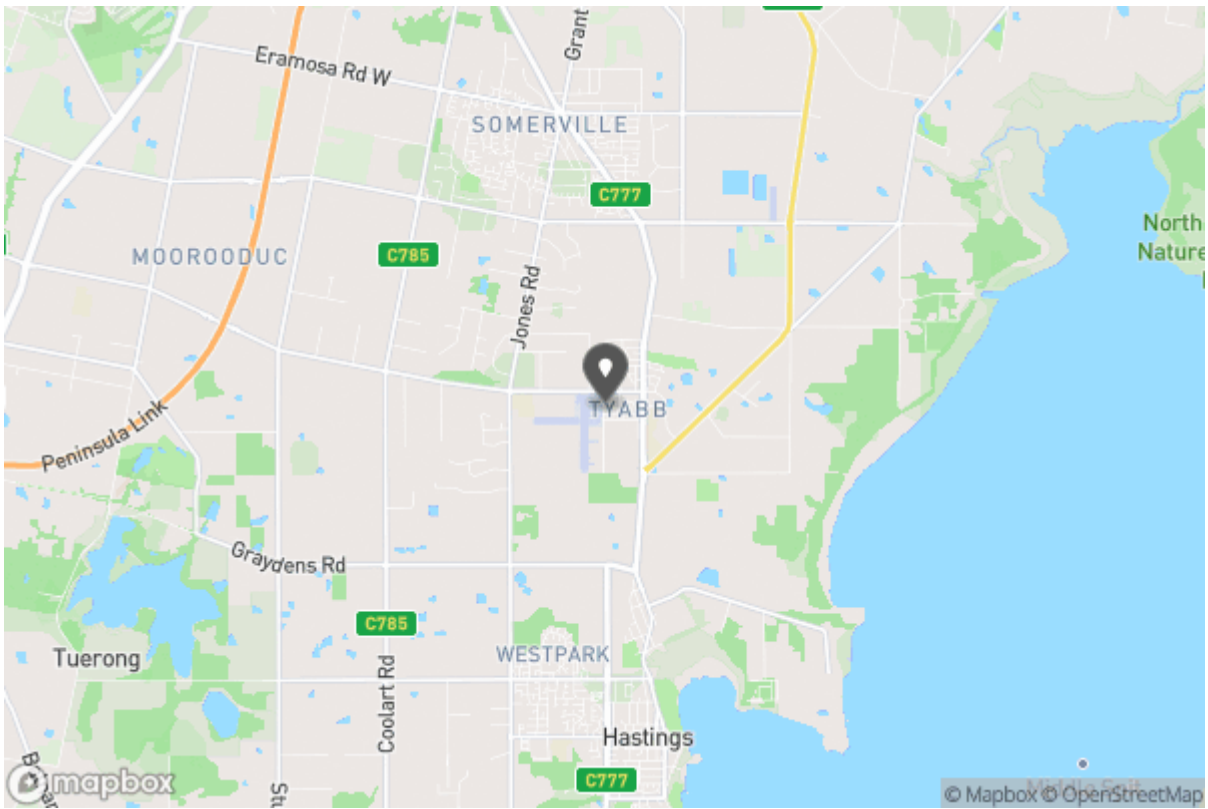 Grant
Eramosa Rd W
SOMERVILLE
C777
North
Nature
MOOROODUC
C785
Jones Rd
TYABB
Peninsula Link
Graydens Rd
C785
WESTPARK
Tuerong
Coolart Rd
Hastings
C777
mapbox
© Mapbox © OpenStreetMap